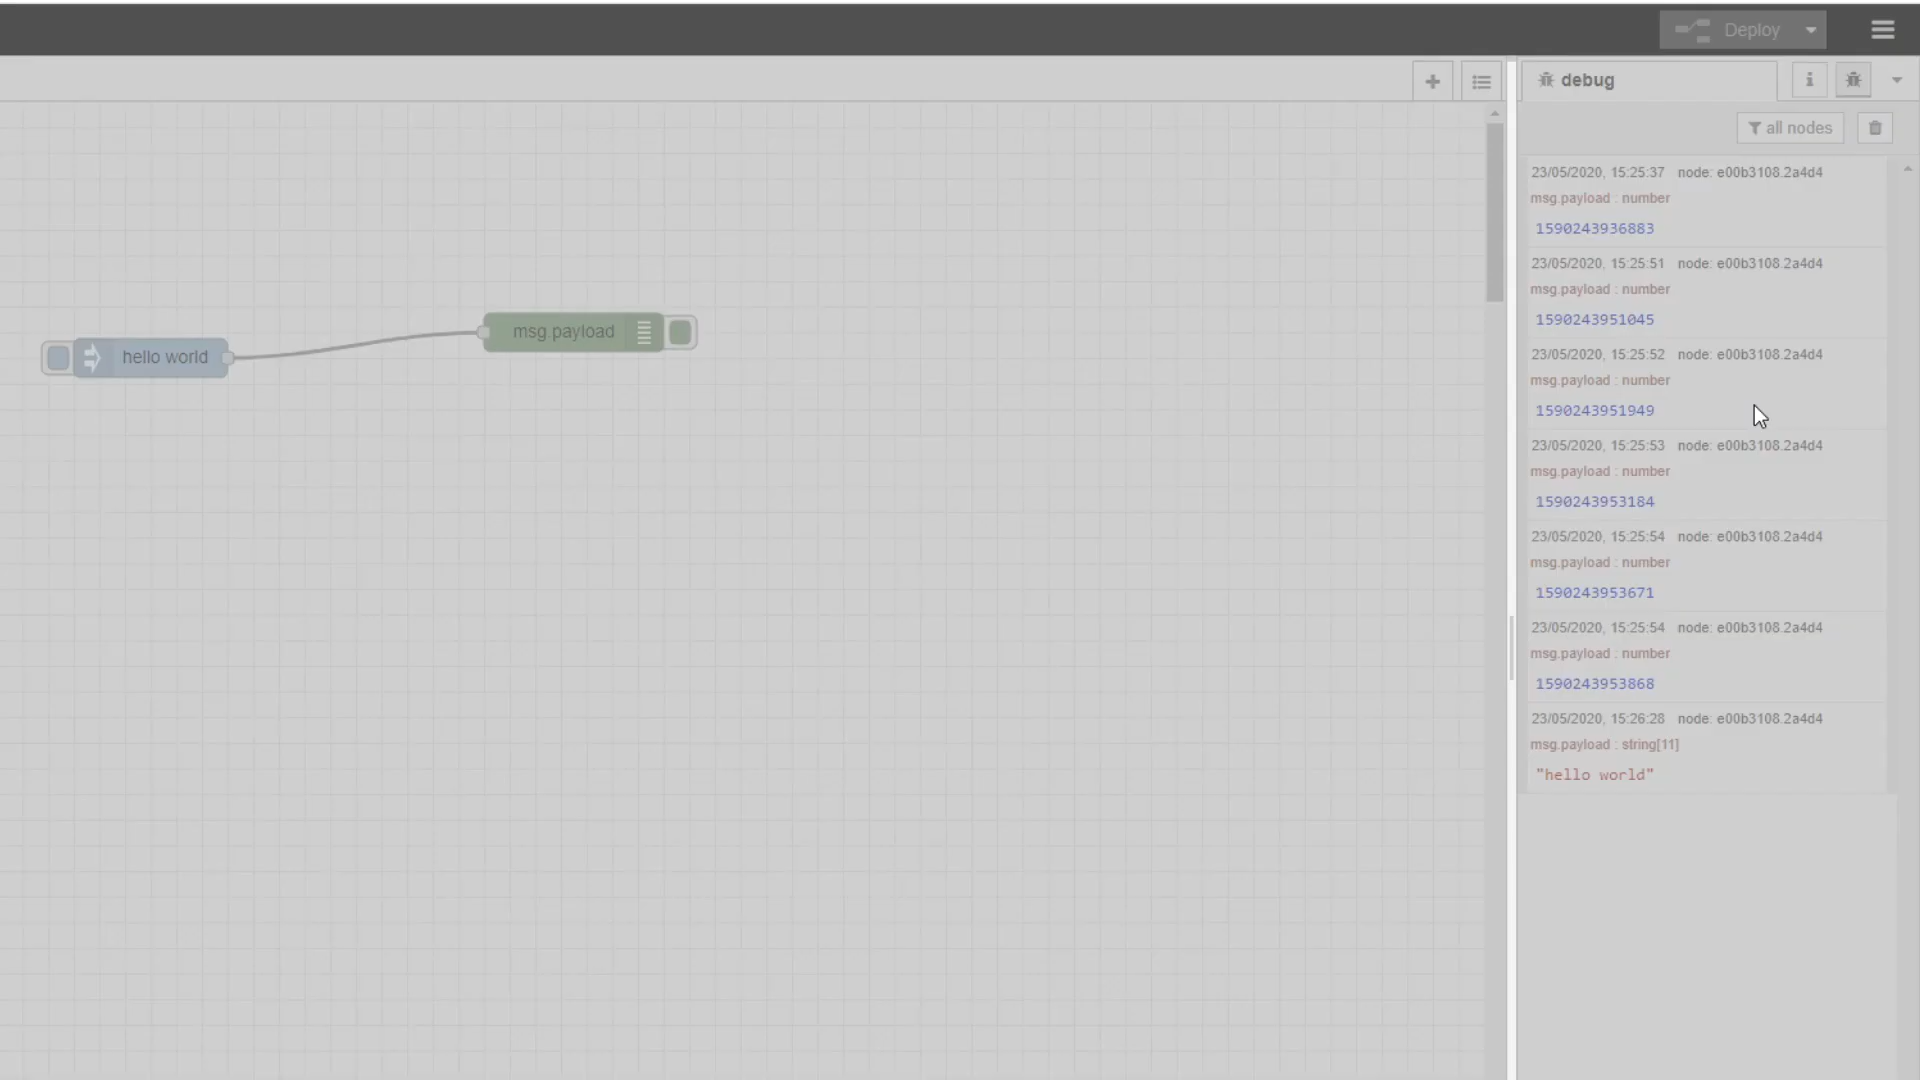 Deploy
debug
all nodes
23/05/2020, 15:25:37 node: e00b3108.2a4d4
msg.payload : number
1590243936883
23/05/2020, 15:25:51 node: e00b3108.2a4d4
msg.payload : number
1590243951045
23/05/2020, 15:25:52 node: e00b3108.2a4d4
msg.payload : number
1590243951949
23/05/2020, 15:25:53 node: e00b3108.2a4d4
msg.payload : number
1590243953184
23/05/2020, 15:25:54 node: e00b3108.2a4d4
msg.payload : number
1590243953671
23/05/2020, 15:25:54 node: e00b3108.2a4d4
msg.payload : number
1590243953868
23/05/2020, 15:26:28 node: e00b3108.2a4d4
msg.payload : string[11]
"hello world"
msg.payload
hello world